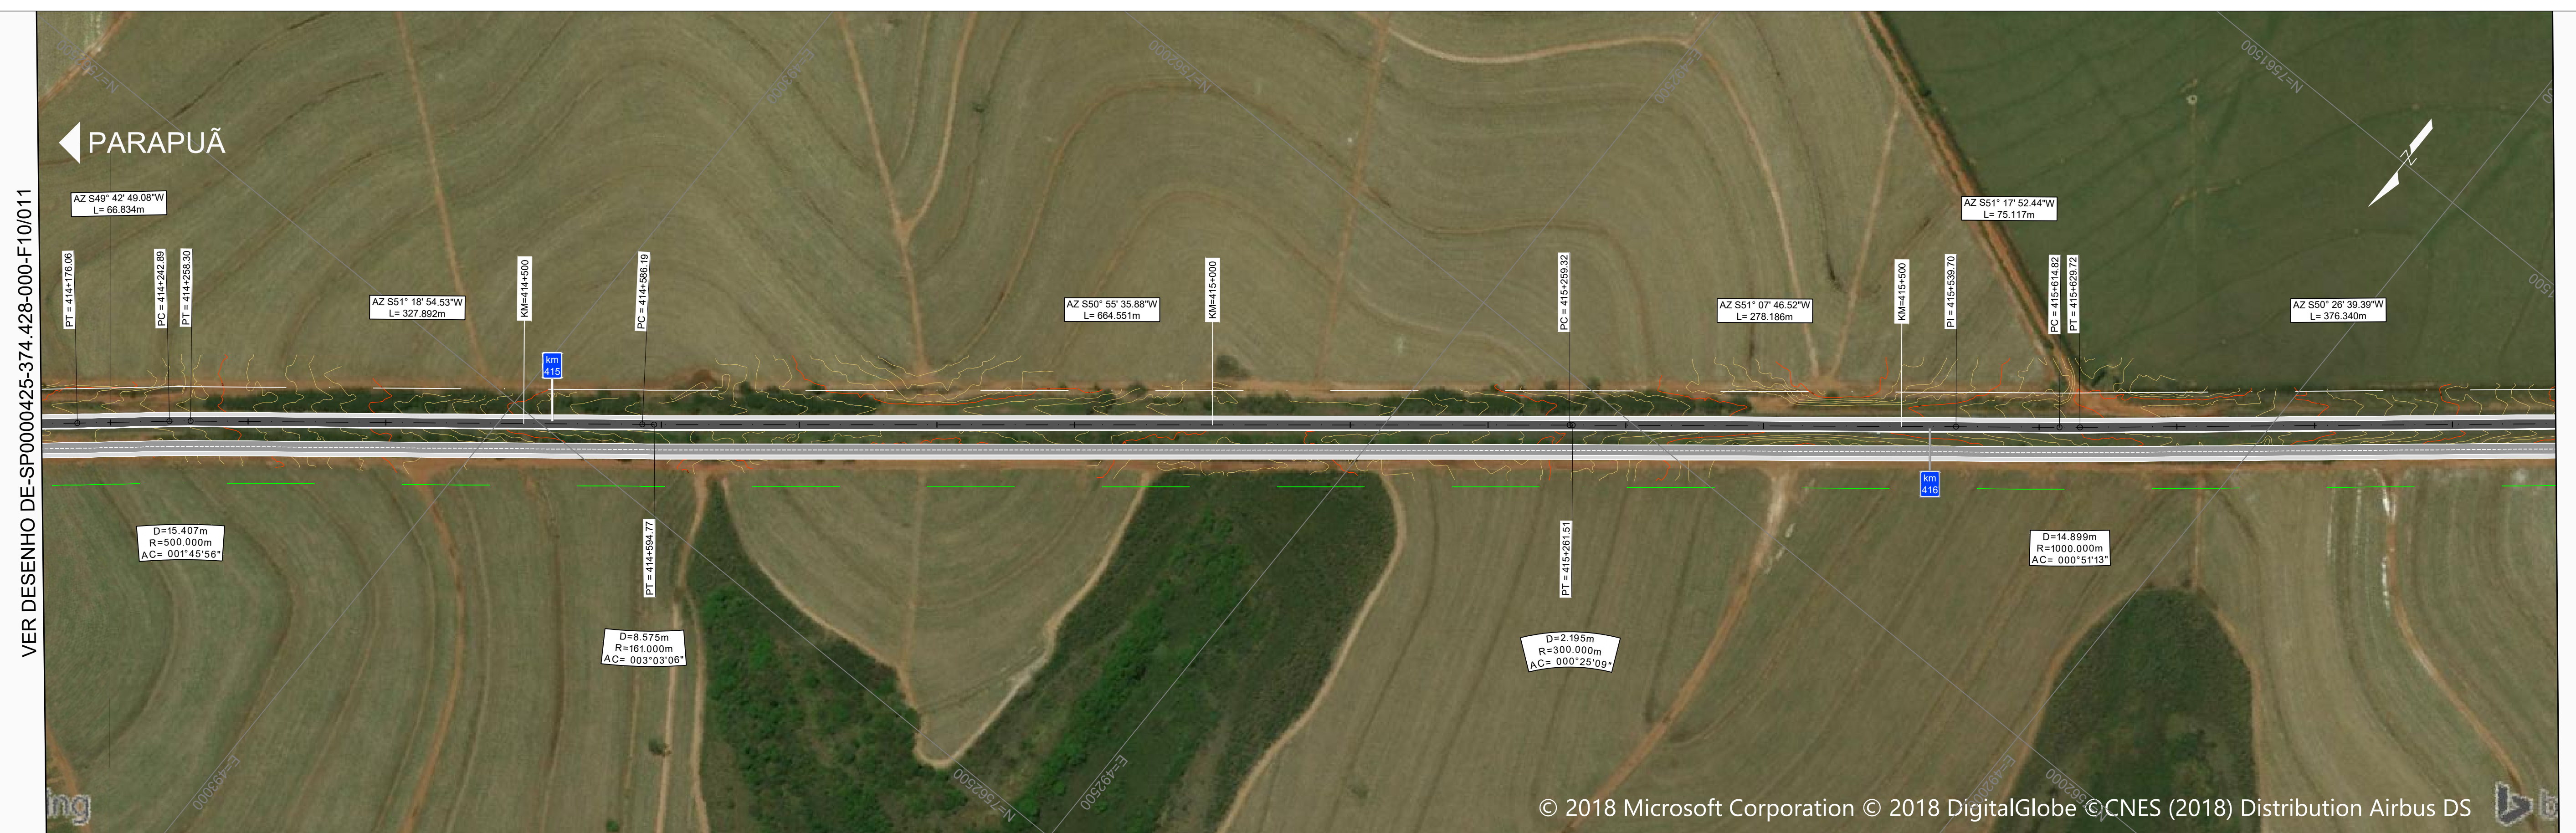 VER DESENHO DE-SP0000425-374.428-000-F10/011
PARAPUÃ
AZ S49° 42' 49.08"W
L= 66.834m
PT = 414+176.06
PC = 414+242.89
PT = 414+258.30
AZ S51° 18' 54.53"W
L= 327.892m
KM=414+500
km
415
PC = 414+586.19
AZ S50° 55' 35.88"W
L= 664.551m
KM=415+000
PC = 415+259.32
AZ S51° 07' 46.52"W
L= 278.186m
KM=415+500
PI = 415+539.70
AZ S51° 17' 52.44"W
L= 75.117m
PC = 415+614.82
PT = 415+629.72
AZ S50° 26' 39.39"W
L= 376.340m
N=7562000
N=7561500
Z
D=15.407m
R=500.000m
AC= 001°45'56"
PT = 414+594.77
D=8.575m
R=161.000m
AC= 003°03'06"
PT = 415+261.51
D=2.195m
R=300.000m
AC= 000°25'09"
km
416
D=14.899m
R=1000.000m
AC= 000°51'13"
E=493000
N=7562500
E=492500
© 2018 Microsoft Corporation © 2018 DigitalGlobe ©CNES (2018) Distribution Airbus DS